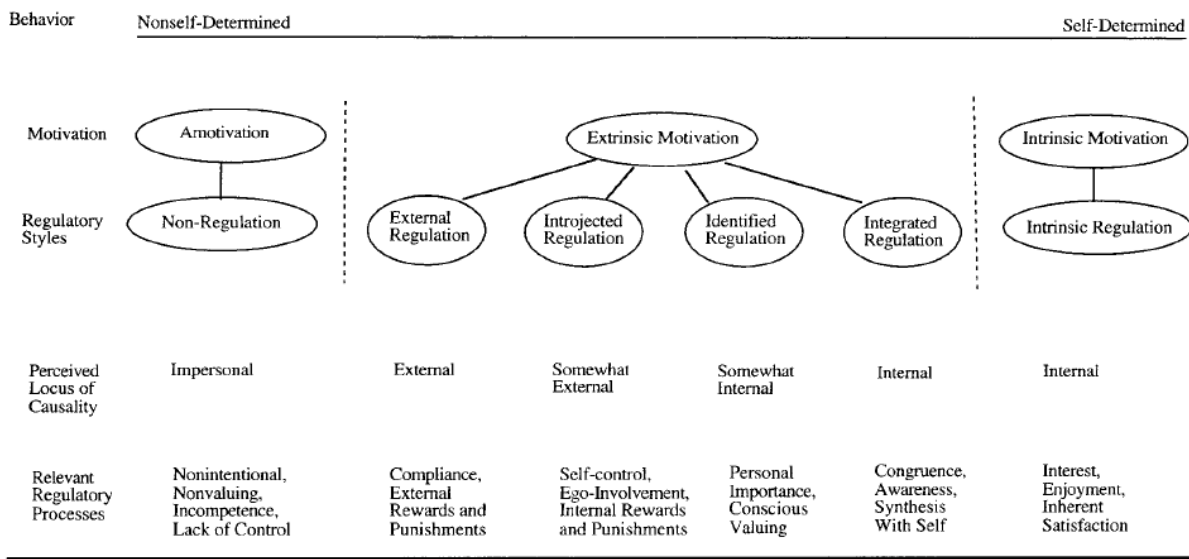 Behavior
Nonself-Determined
Self-Determined
Motivation
Amotivation
Extrinsic Motivation
Intrinsic Motivation
Regulatory
Styles
Non-Regulation
External
Regulation
Introjected
Regulation
Identified
Regulation
Integrated
Regulation
Intrinsic Regulation
Perceived
Locus of
Causality
Impersonal
External
Somewhat
External
Somewhat
Internal
Internal
Internal
Relevant
Regulatory
Processes
Nonintentional,
Nonvaluing,
Incompetence,
Lack of Control
Compliance,
External
Rewards and
Punishments
Self-control,
Ego-Involvement,
Internal Rewards
and Punishments
Personal
Importance,
Conscious
Valuing
Congruence,
Awareness,
Synthesis
With Self
Interest,
Enjoyment,
Inherent
Satisfaction